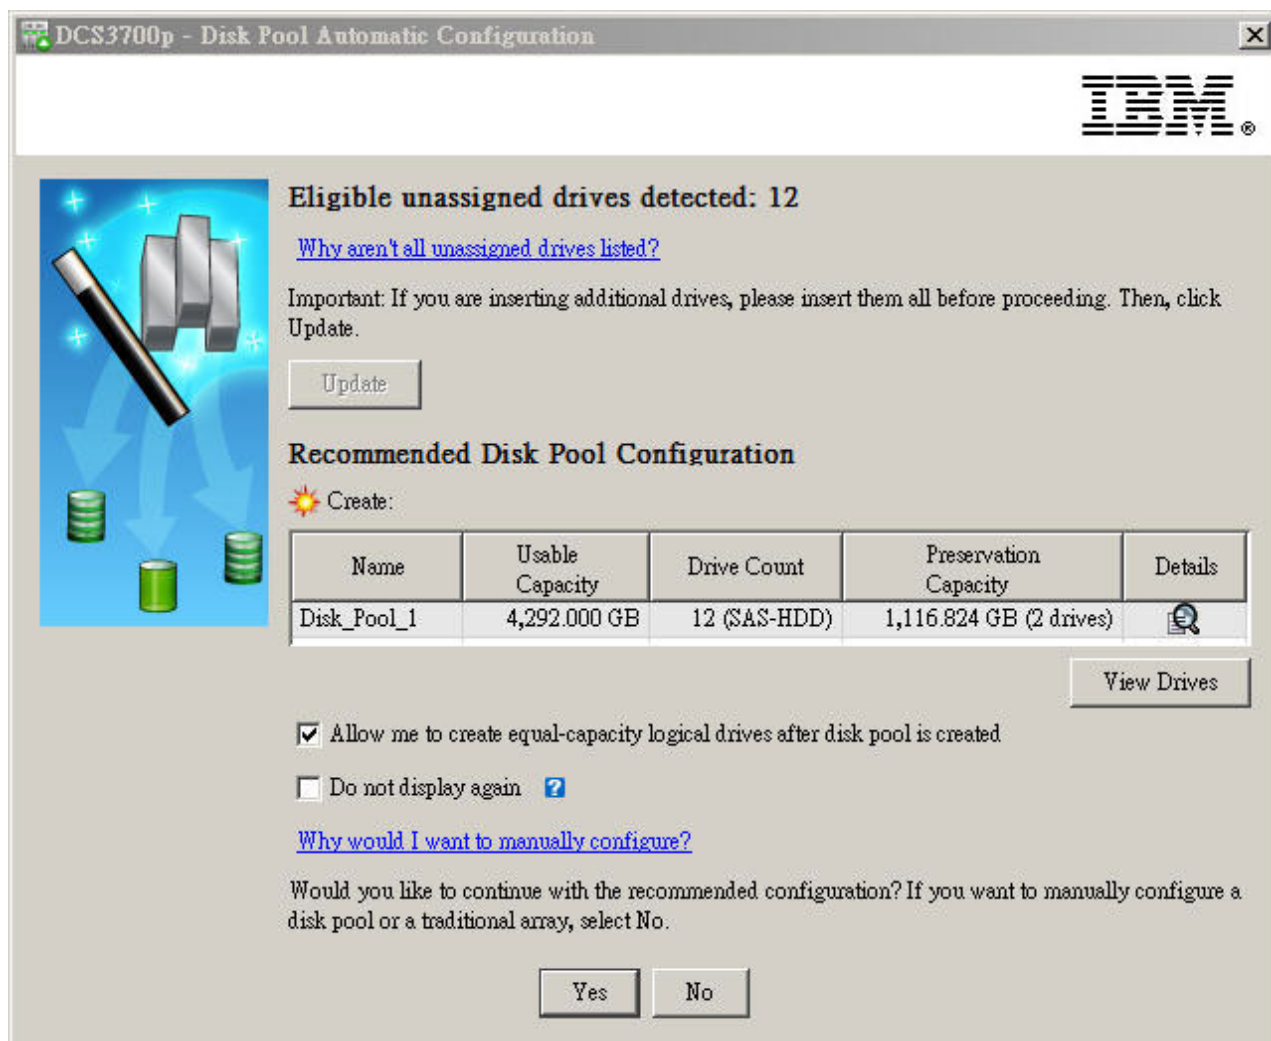 DCS3700p - Disk Pool Automatic Configuration
IBM®
Eligible unassigned drives detected: 12
Why aren't all unassigned drives listed?
Important: If you are inserting additional drives, please insert them all before proceeding. Then, click
Update.
Update
Recommended Disk Pool Configuration
Create:
Name
Usable
Capacity
Drive Count
Preservation
Capacity
Details
Disk_Pool_1 4,292.000 GB 12 (SAS-HDD) 1,116.824 GB (2 drives)
View Drives
Allow me to create equal-capacity logical drives after disk pool is created
Do not display again ?
Why would I want to manually configure?
Would you like to continue with the recommended configuration? If you want to manually configure a
disk pool or a traditional array, select No.
Yes No